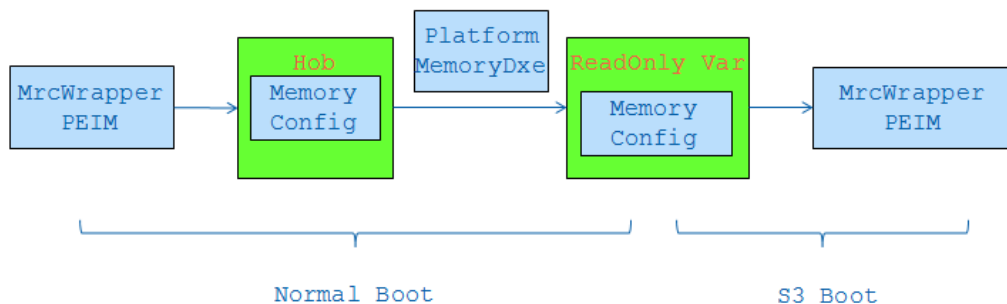 MrcWrapper
PEIM
Hob
Memory
Config
Platform
MemoryDxe
ReadOnly Var
Memory
Config
MrcWrapper
PEIM
Normal Boot
S3 Boot